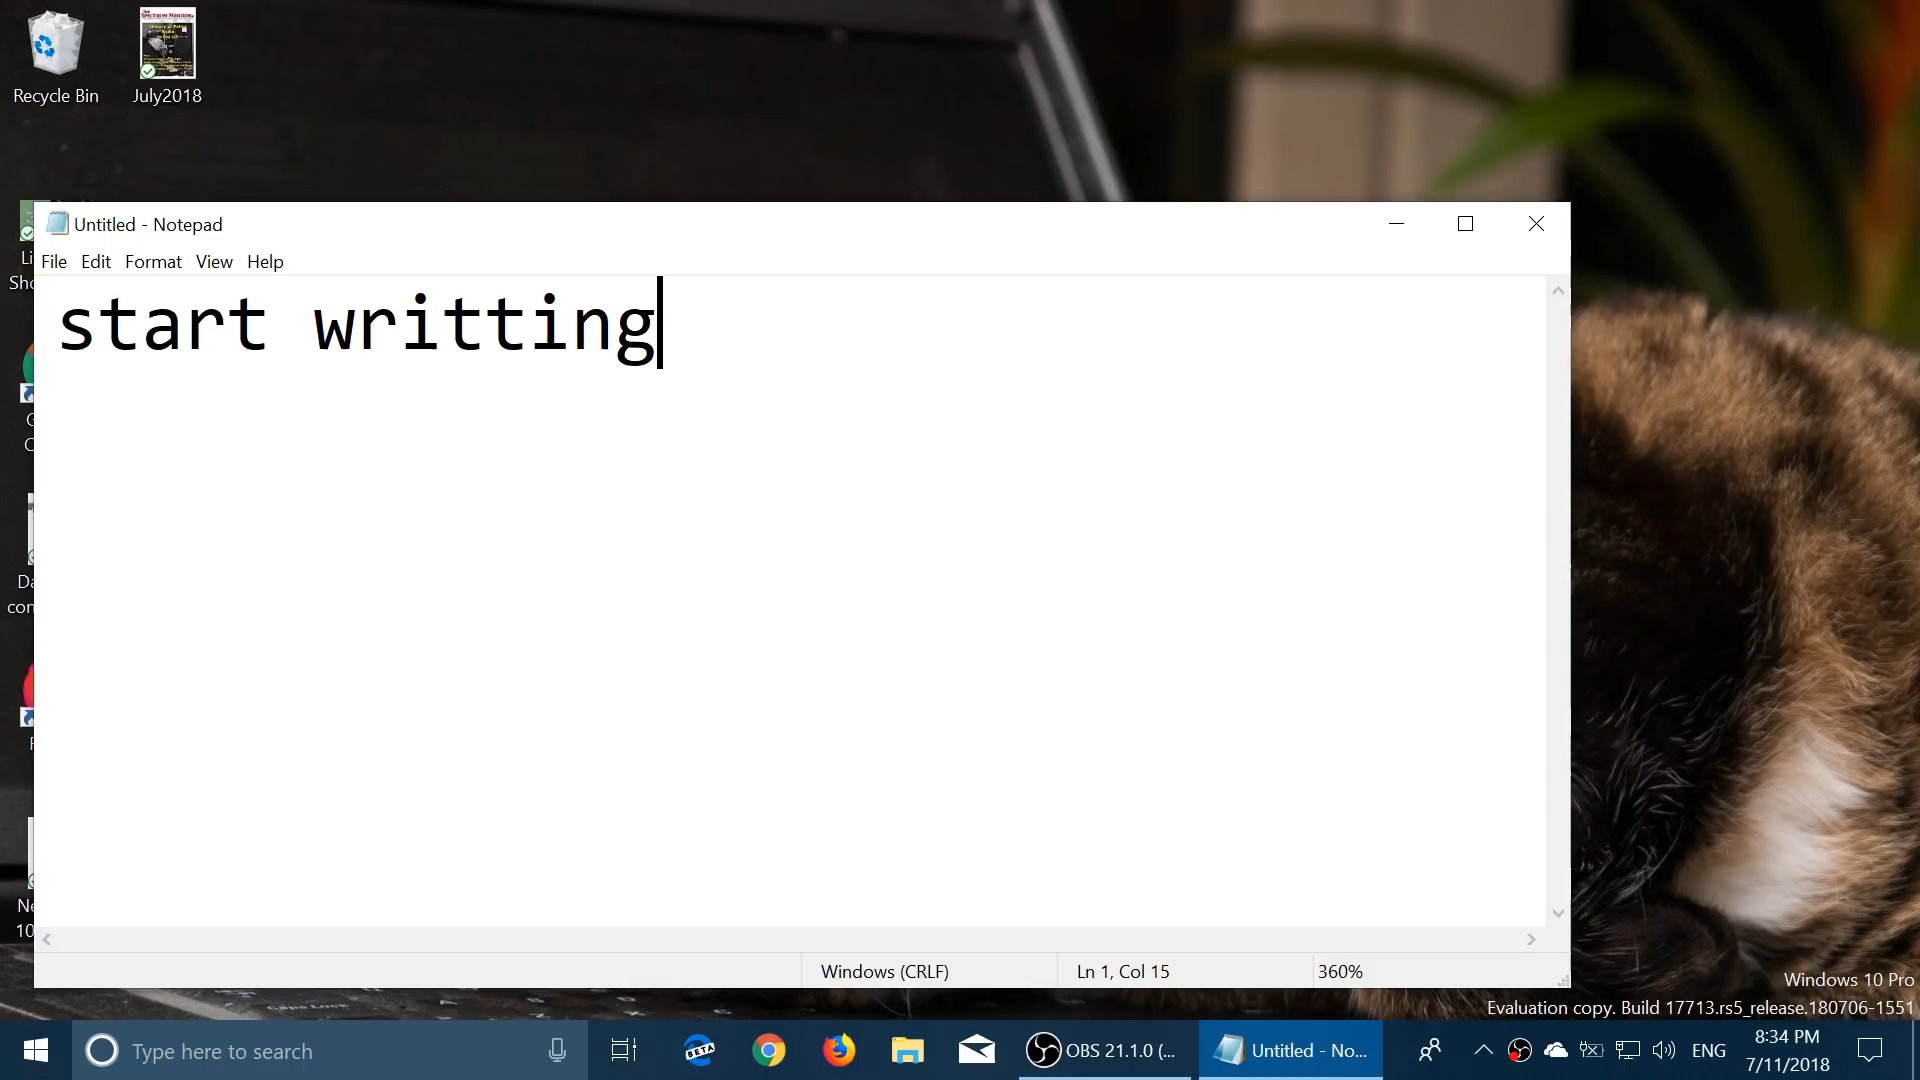 Recycle Bin
July2018
Untitled - Notepad
File Edit Format View Help
start writting
Windows (CRLF) Ln 1, Col 15 360%
Windows 10 Pro
Evaluation copy. Build 17713.rs5_release.180706-1551
Type here to search
BETA
OBS 21.1.0 (...
Untitled - No...
ENG
8:34 PM
7/11/2018